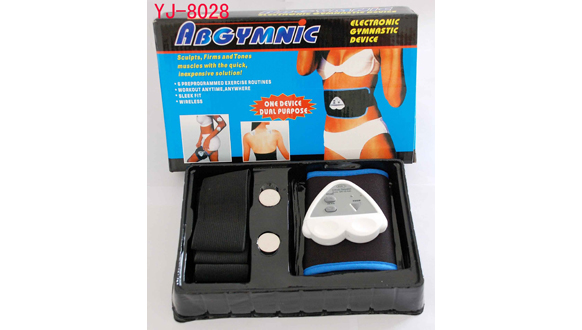 YJ-8028
ABGYMNIC
ELECTRONIC
GYMNASTIC
DEVICE
Sculpts, Firms and Tones
muscles with the quick,
inexpensive solution!
• 6 PREPROGRAMMED EXERCISE ROUTINES
• WORKOUT ANYTIME, ANYWHERE
• SLEEK FIT
• WIRELESS
ONE DEVICE
DUAL PURPOSE